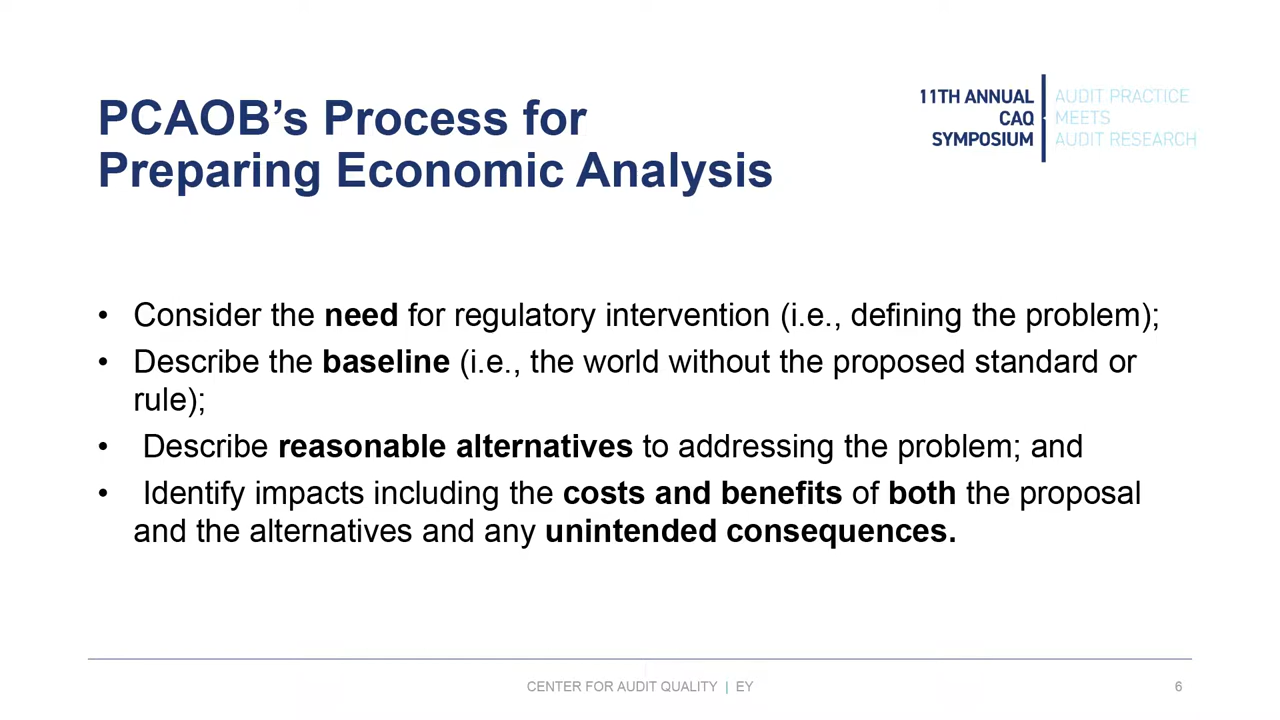 PCAOB’s Process for
Preparing Economic Analysis
11TH ANNUAL
CAQ
SYMPOSIUM
AUDIT PRACTICE
MEETS
AUDIT RESEARCH
• Consider the need for regulatory intervention (i.e., defining the problem);
• Describe the baseline (i.e., the world without the proposed standard or
rule);
• Describe reasonable alternatives to addressing the problem; and
• Identify impacts including the costs and benefits of both the proposal
and the alternatives and any unintended consequences.
CENTER FOR AUDIT QUALITY | EY
6